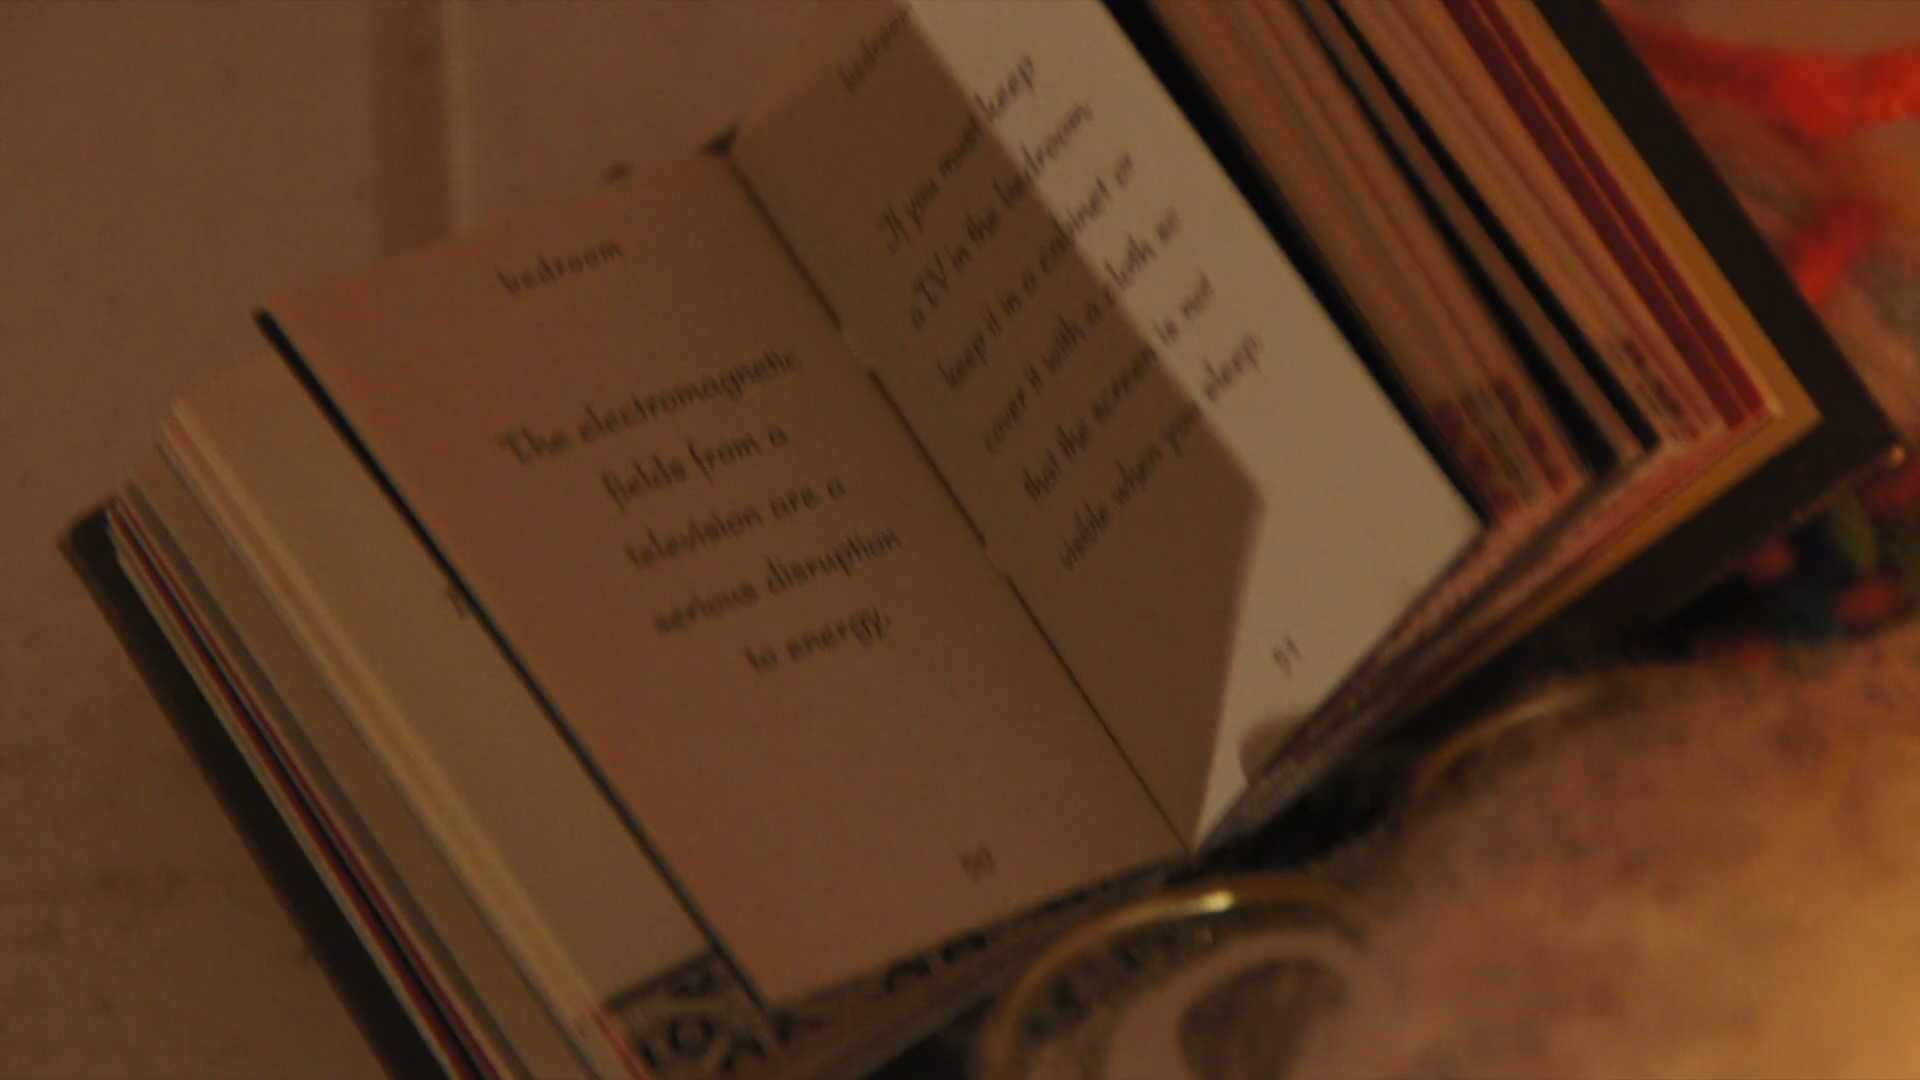 bedroom
The electromagnetic
fields from a
television are a
serious disruption
to energy.
50
bedroom
If you must keep
a TV in the bedroom,
keep it in a cabinet or
cover it with a cloth so
that the screen is not
visible when you sleep.
51